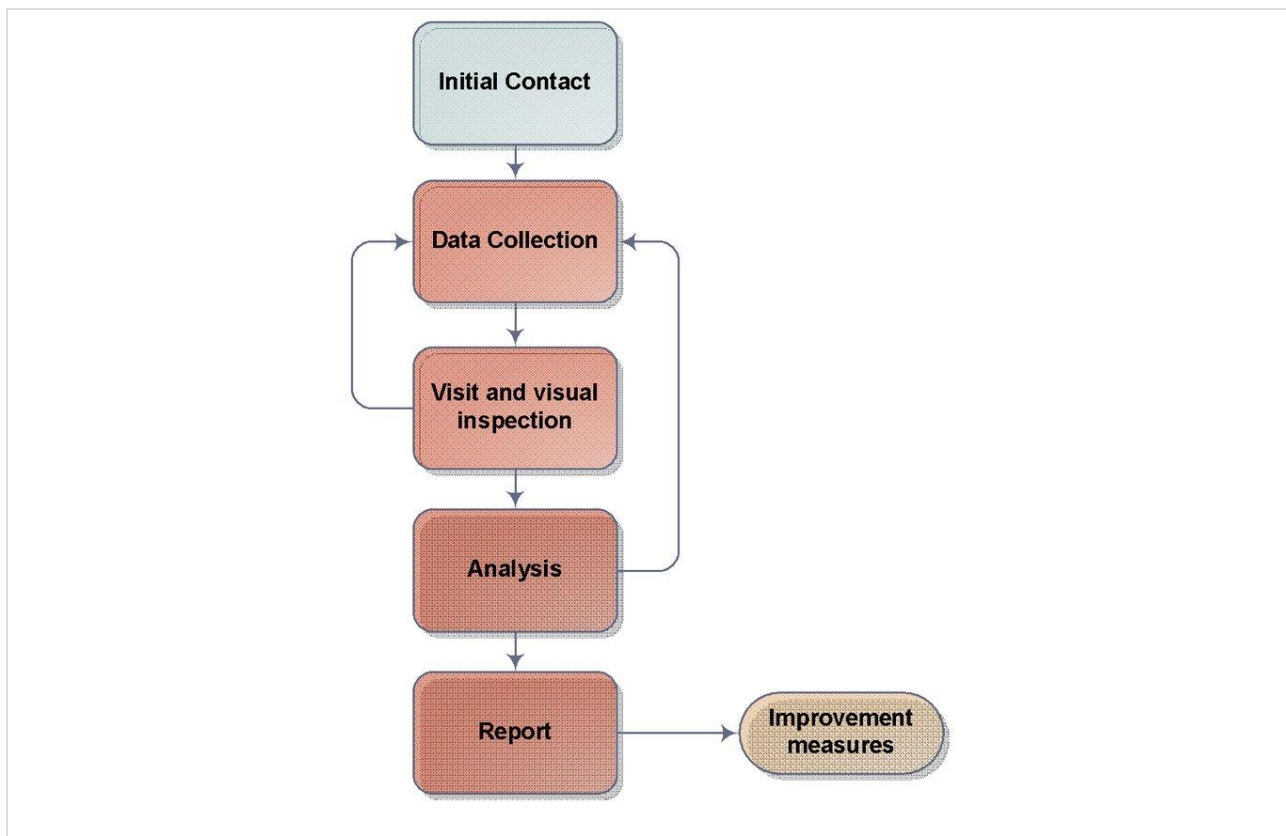 Initial Contact
Data Collection
Visit and visual
inspection
Analysis
Report
Improvement
measures